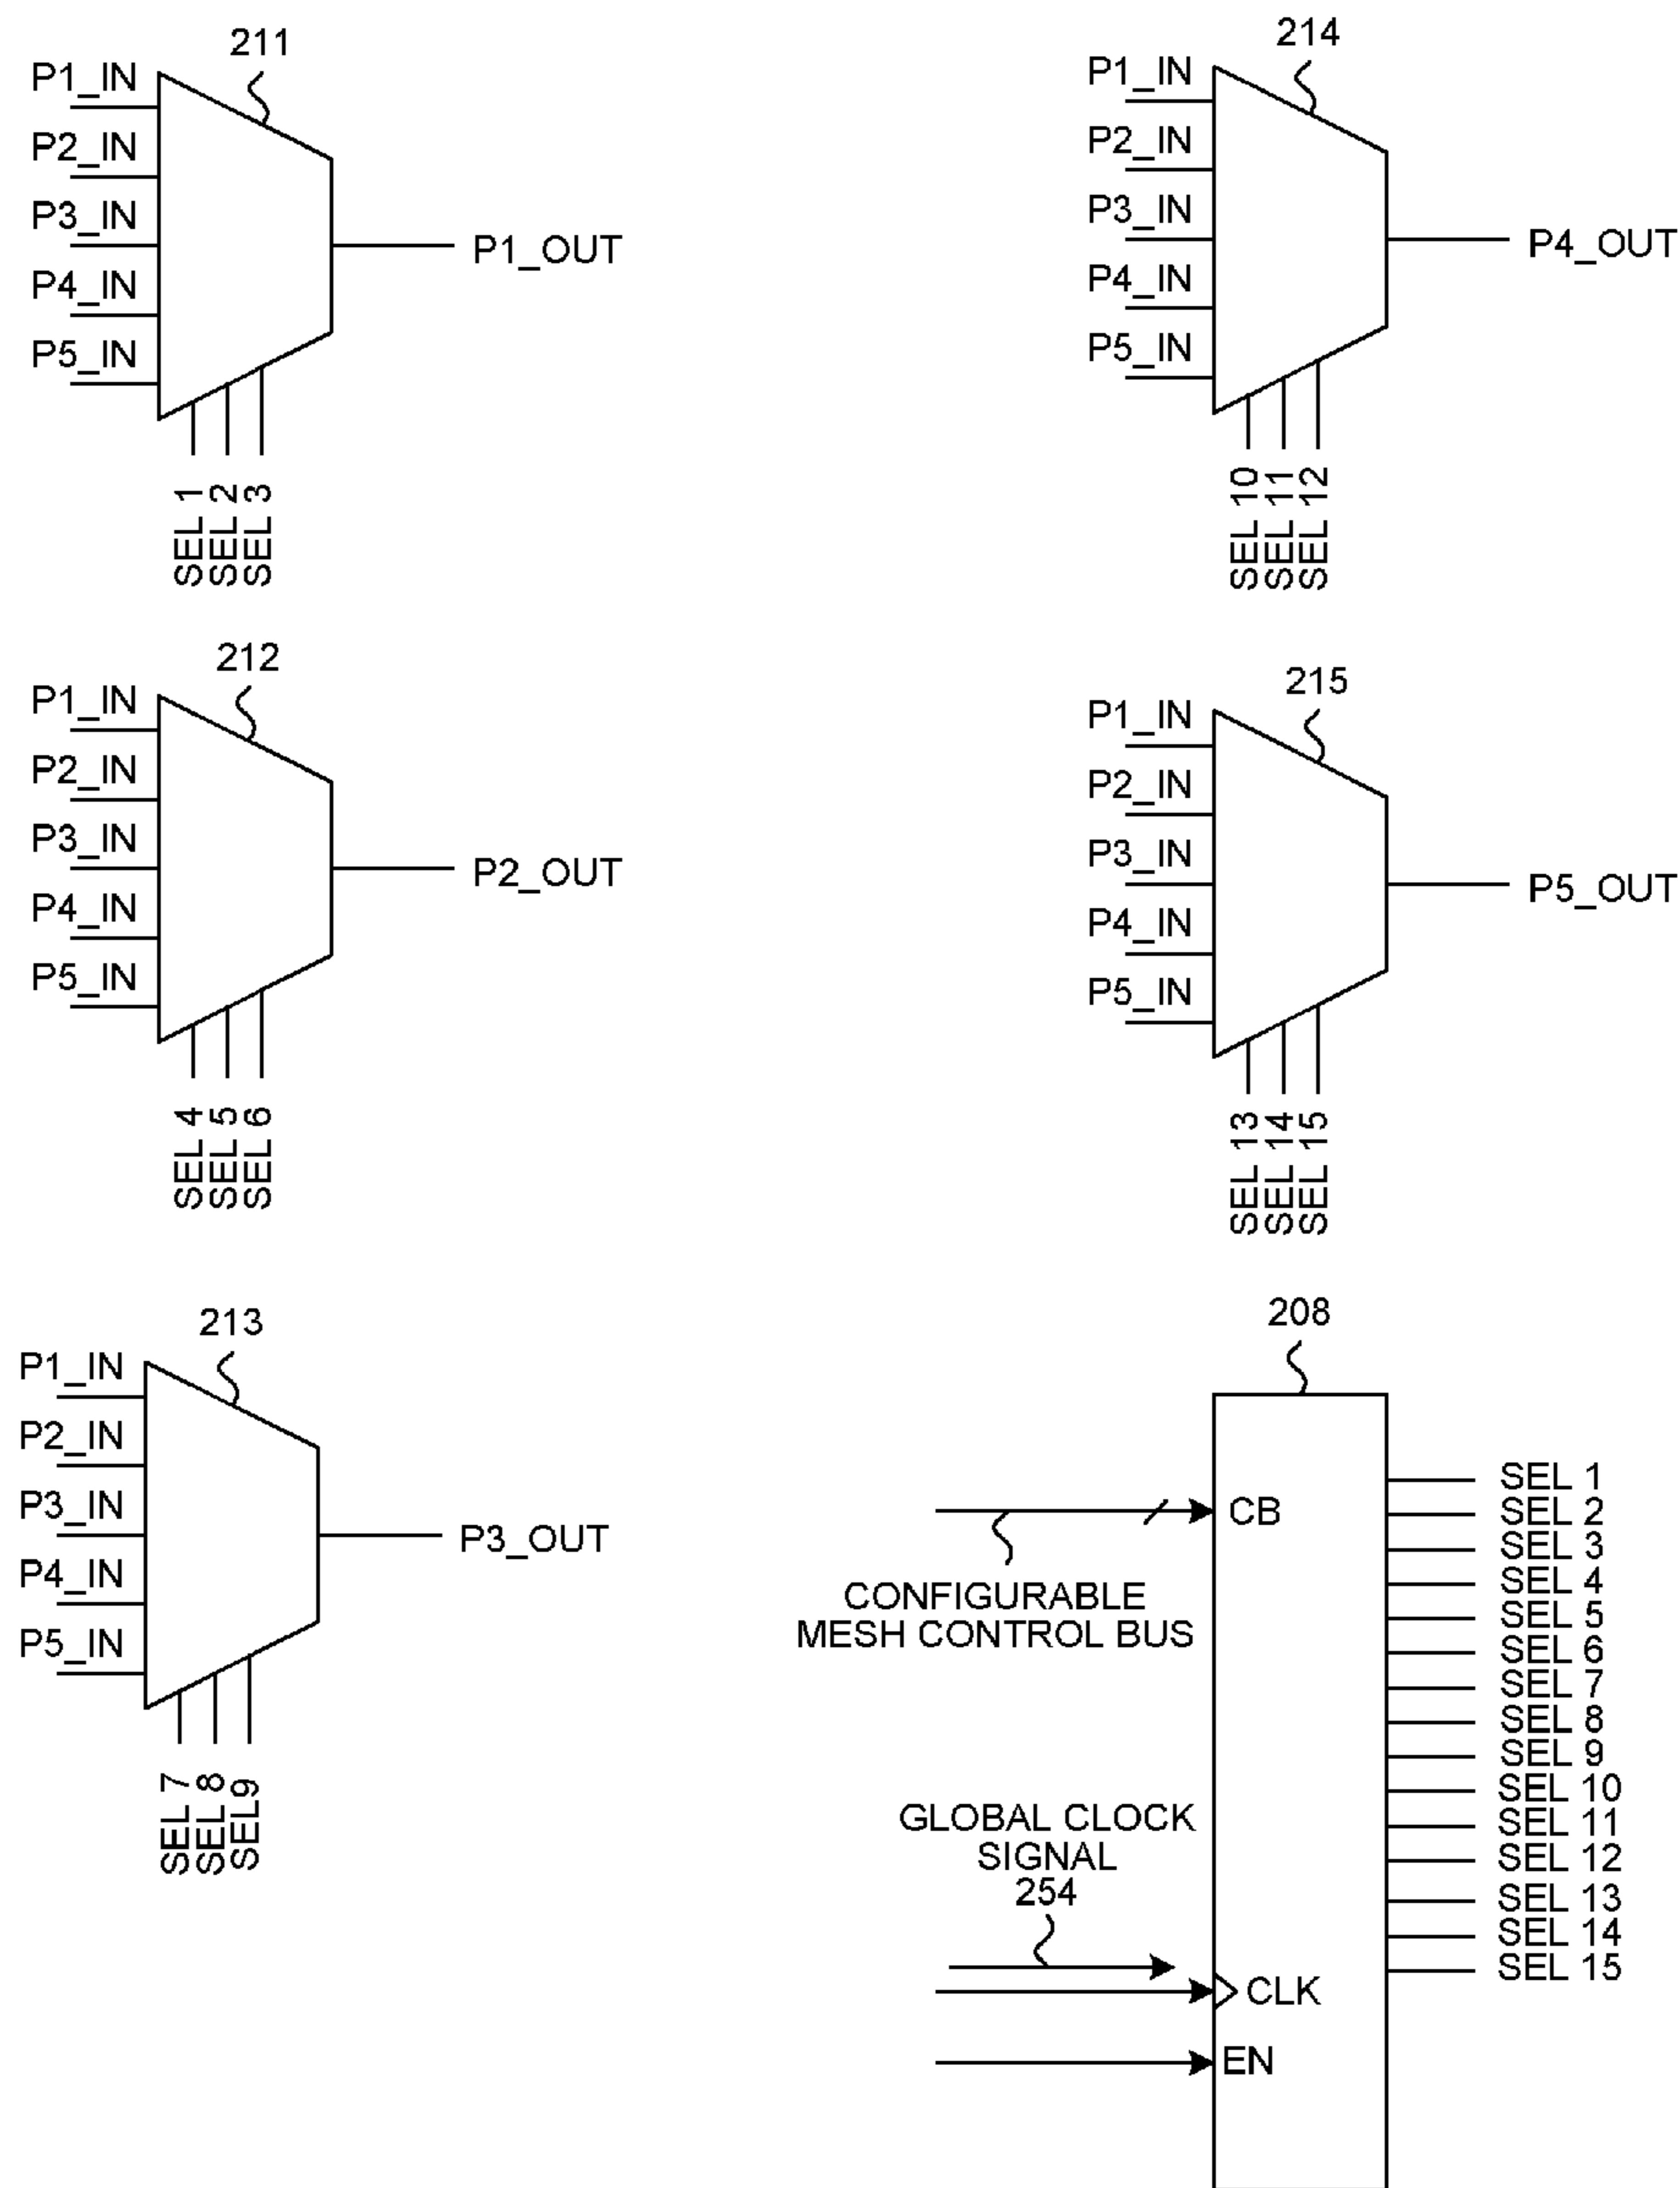 211
P1_IN
P2_IN
P3_IN
P4_IN
P5_IN
P1_OUT
SEL 1
SEL 2
SEL 3
214
P1_IN
P2_IN
P3_IN
P4_IN
P5_IN
P4_OUT
SEL 10
SEL 11
SEL 12
212
P1_IN
P2_IN
P3_IN
P4_IN
P5_IN
P2_OUT
SEL 4
SEL 5
SEL 6
215
P1_IN
P2_IN
P3_IN
P4_IN
P5_IN
P5_OUT
SEL 13
SEL 14
SEL 15
213
P1_IN
P2_IN
P3_IN
P4_IN
P5_IN
P3_OUT
SEL 7
SEL 8
SEL9
208
CB
CONFIGURABLE
MESH CONTROL BUS
GLOBAL CLOCK
SIGNAL
254
CLK
EN
SEL 1
SEL 2
SEL 3
SEL 4
SEL 5
SEL 6
SEL 7
SEL 8
SEL 9
SEL 10
SEL 11
SEL 12
SEL 13
SEL 14
SEL 15